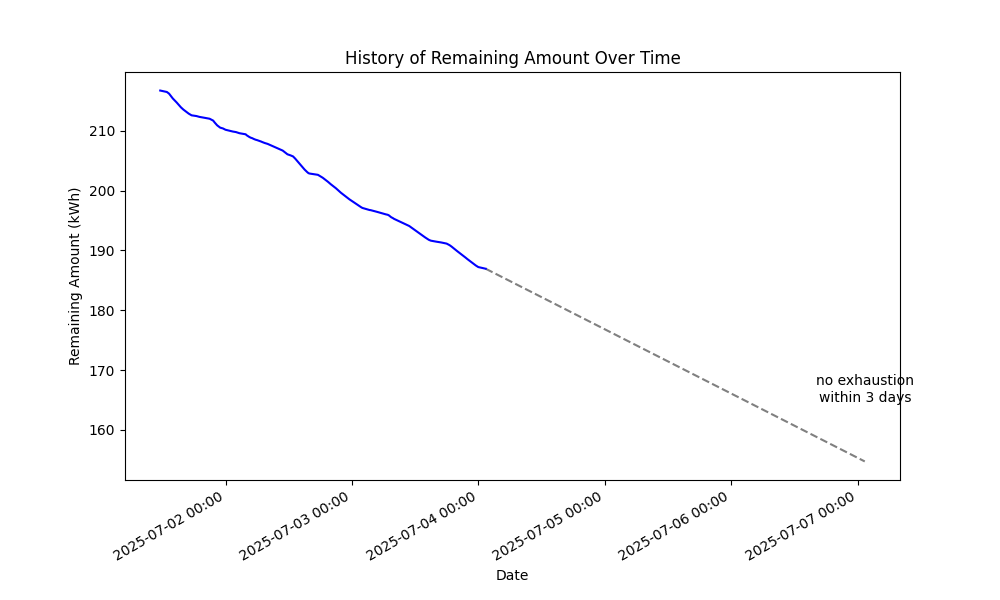 History of Remaining Amount Over Time
Remaining Amount (kWh)
210
200
190
180
170
160
no exhaustion
within 3 days
2025-07-02 00:00
2025-07-03 00:00
2025-07-04 00:00
2025-07-05 00:00
2025-07-06 00:00
2025-07-07 00:00
Date